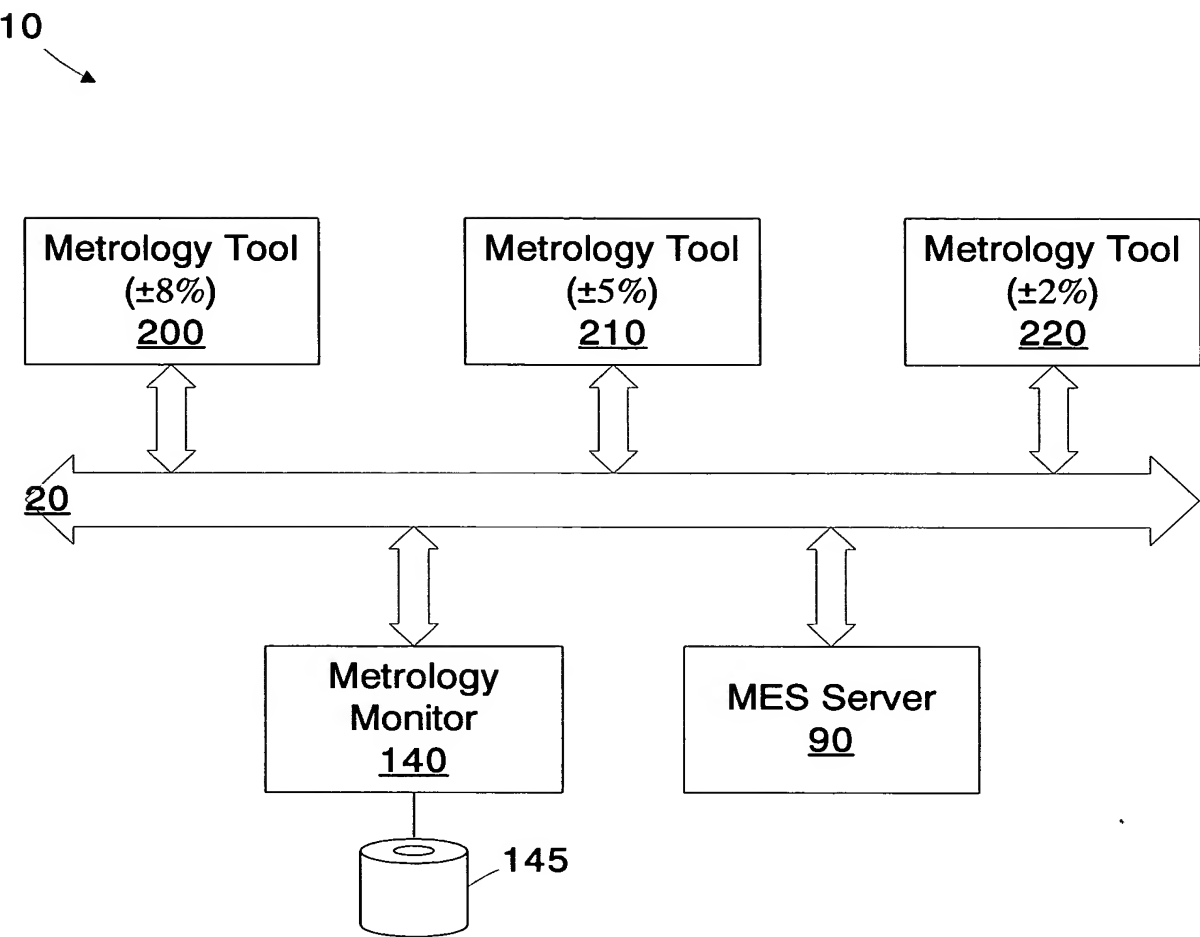 10
Metrology Tool
(±8%)
200
Metrology Tool
(±5%)
210
Metrology Tool
(±2%)
220
20
Metrology
Monitor
140
MES Server
90
145